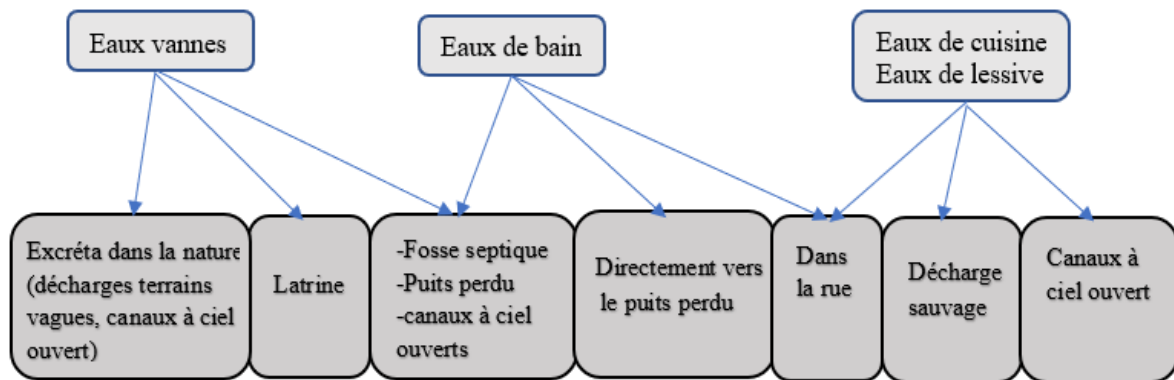 Eaux vannes
Eaux de bain
Eaux de cuisine
Eaux de lessive
Excréta dans la nature
(décharges terrains
vagues, canaux à ciel
ouvert)
Latrine
-Fosse septique
-Puits perdu
-canaux à ciel
ouverts
Directement vers
le puits perdu
Dans
la rue
Décharge
sauvage
Canaux à
ciel ouvert